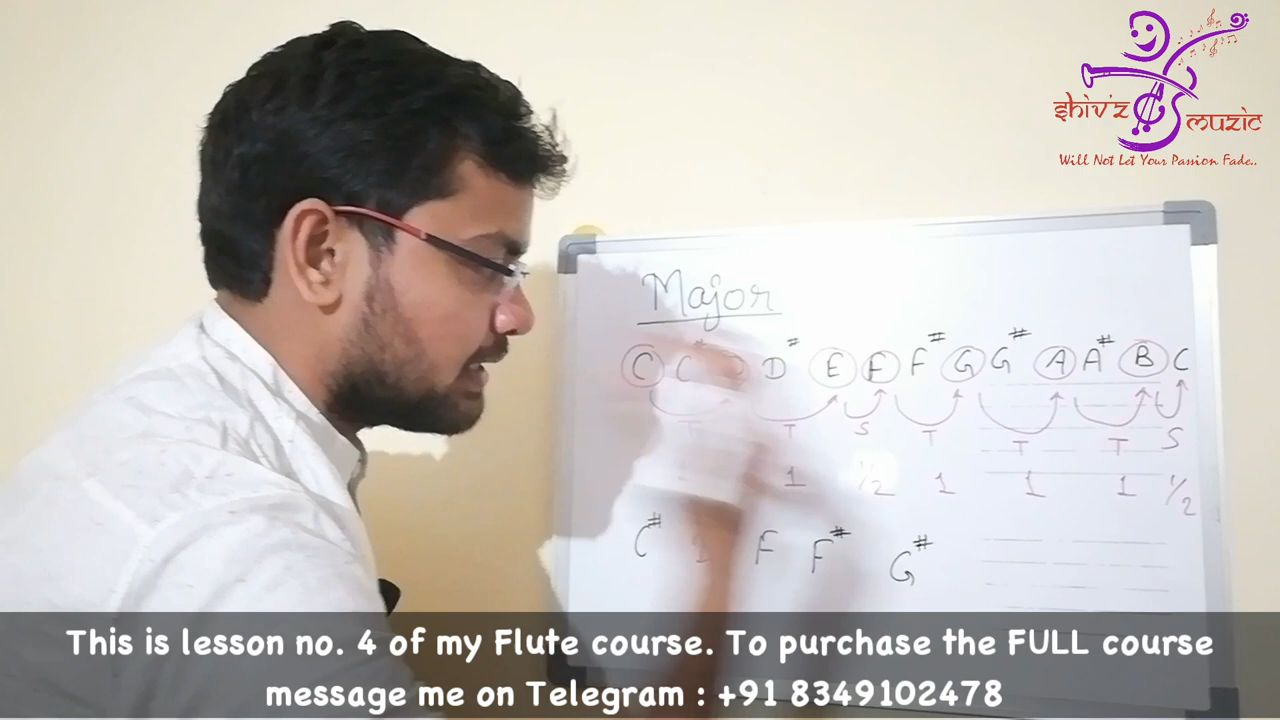 Shiv'z muzic
Will Not Let Your Passion Fade..
Major
C C# D D# E F F# G G# A A# B C
T S T T T S
1 1/2 1 1 1 1/2
C# F F# G#
This is lesson no. 4 of my Flute course. To purchase the FULL course
message me on Telegram : +91 8349102478